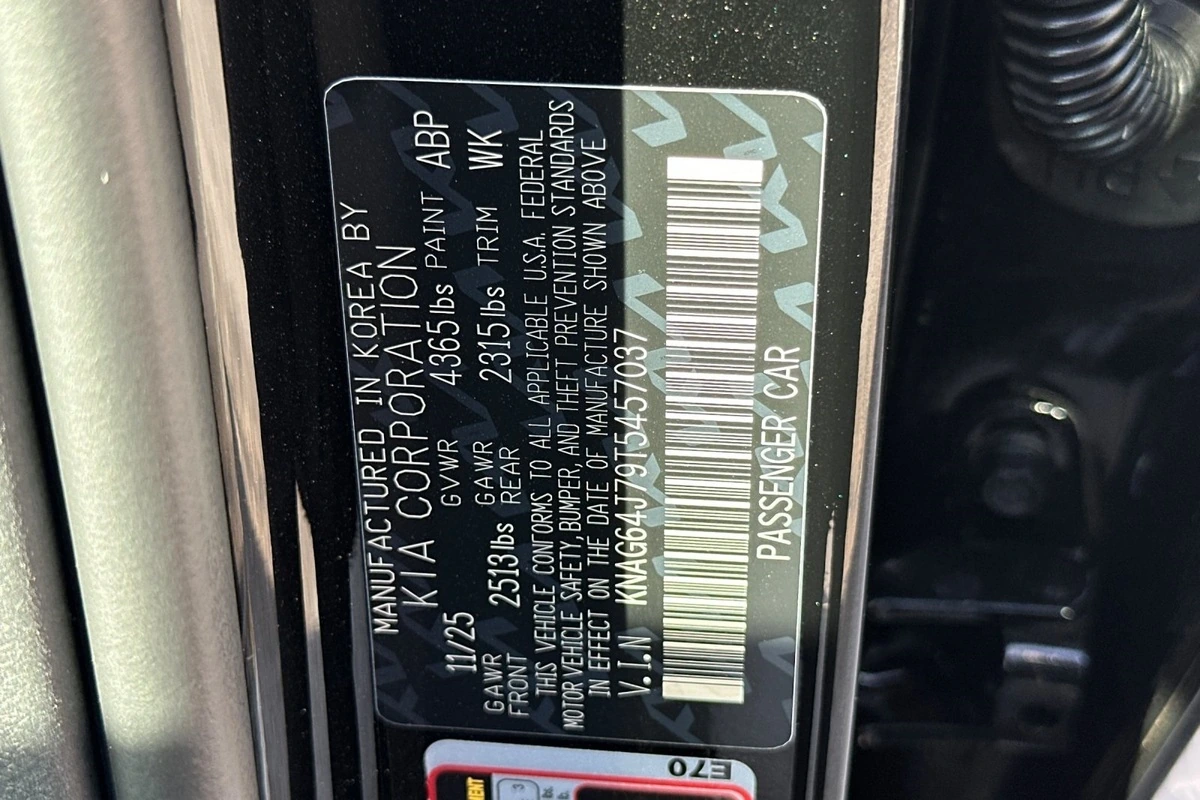 MANUFACTURED IN KOREA BY
KIA CORPORATION
11/25 GVWR 4365lbs PAINT ABP
GAWR FRONT 2513lbs GAWR REAR 2315lbs TRIM WK
THIS VEHICLE CONFORMS TO ALL APPLICABLE U.S.A. FEDERAL
MOTOR VEHICLE SAFETY, BUMPER, AND THEFT PREVENTION STANDARDS
IN EFFECT ON THE DATE OF MANUFACTURE SHOWN ABOVE
V.I.N KNAG64J79T5457037
PASSENGER CAR
E70